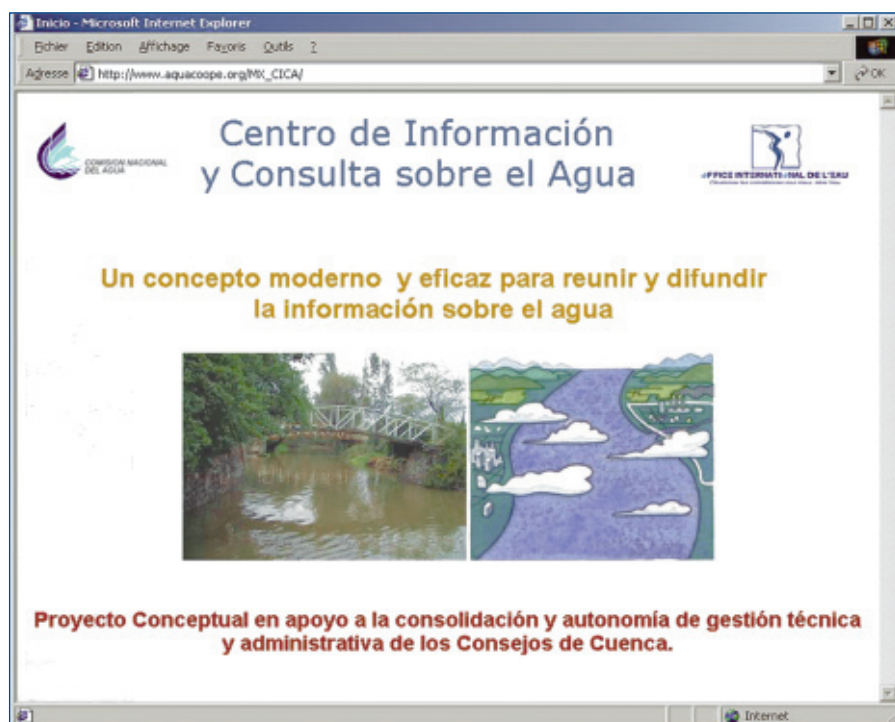 Inicio - Microsoft Internet Explorer
Fichier Edition Affichage Favoris Outils ?
Adresse http://www.aquacoope.org/MX_CICA/ OK
COMISION NACIONAL
DEL AGUA
Centro de Información
y Consulta sobre el Agua
OFFICE INTERNATIONAL DE L'EAU
Un concepto moderno y eficaz para reunir y difundir
la información sobre el agua
Proyecto Conceptual en apoyo a la consolidación y autonomía de gestión técnica
y administrativa de los Consejos de Cuenca.
Internet